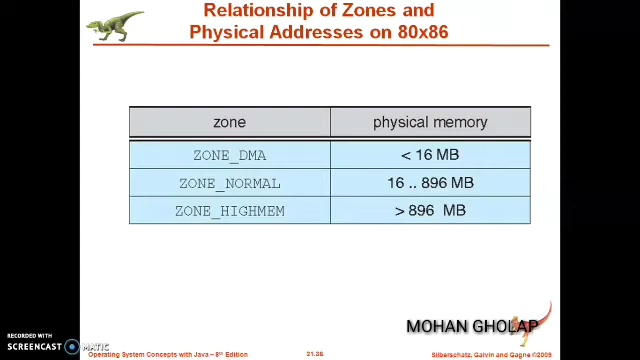 Relationship of Zones and
Physical Addresses on 80x86
zone physical memory
ZONE_DMA < 16 MB
ZONE_NORMAL 16 .. 896 MB
ZONE_HIGHMEM > 896 MB
MOHAN GHOLAP
RECORDED WITH
SCREENCAST MATIC
Operating System Concepts with Java – 8th Edition 21.36 Silberschatz, Galvin and Gagne ©2009